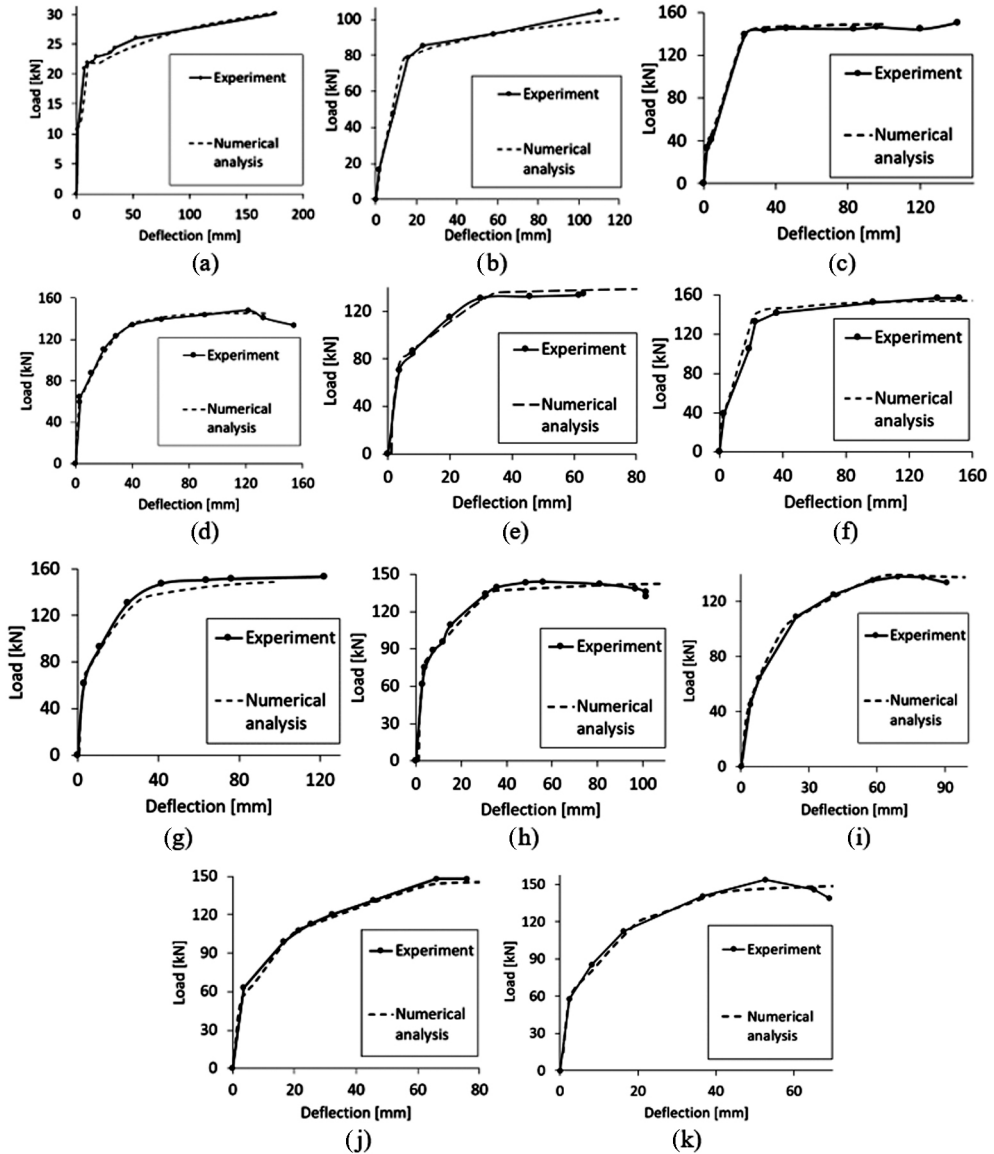 Load [kN]
30
25
20
15
10
5
0
Experiment
Numerical
analysis
0 50 100 150 200
Deflection [mm]
(a)
Load [kN]
100
80
60
40
20
0
Experiment
Numerical
analysis
0 20 40 60 80 100 120
Deflection [mm]
(b)
Load [kN]
160
120
80
40
0
Experiment
Numerical
analysis
0 40 80 120
Deflection [mm]
(c)
Load [kN]
160
120
80
40
0
Experiment
Numerical
analysis
0 40 80 120 160
Deflection [mm]
(d)
Load [kN]
120
80
40
0
Experiment
Numerical
analysis
0 20 40 60 80
Deflection [mm]
(e)
Load [kN]
160
120
80
40
0
Experiment
Numerical
analysis
0 40 80 120 160
Deflection [mm]
(f)
Load [kN]
160
120
80
40
0
Experiment
Numerical
analysis
0 40 80 120
Deflection [mm]
(g)
Load [kN]
150
120
90
60
30
0
Experiment
Numerical
analysis
0 20 40 60 80 100
Deflection [mm]
(h)
Load [kN]
120
80
40
0
Experiment
Numerical
analysis
0 30 60 90
Deflection [mm]
(i)
Load [kN]
150
120
90
60
30
0
Experiment
Numerical
analysis
0 20 40 60 80
Deflection [mm]
(j)
Load [kN]
150
120
90
60
30
0
Experiment
Numerical
analysis
0 20 40 60
Deflection [mm]
(k)